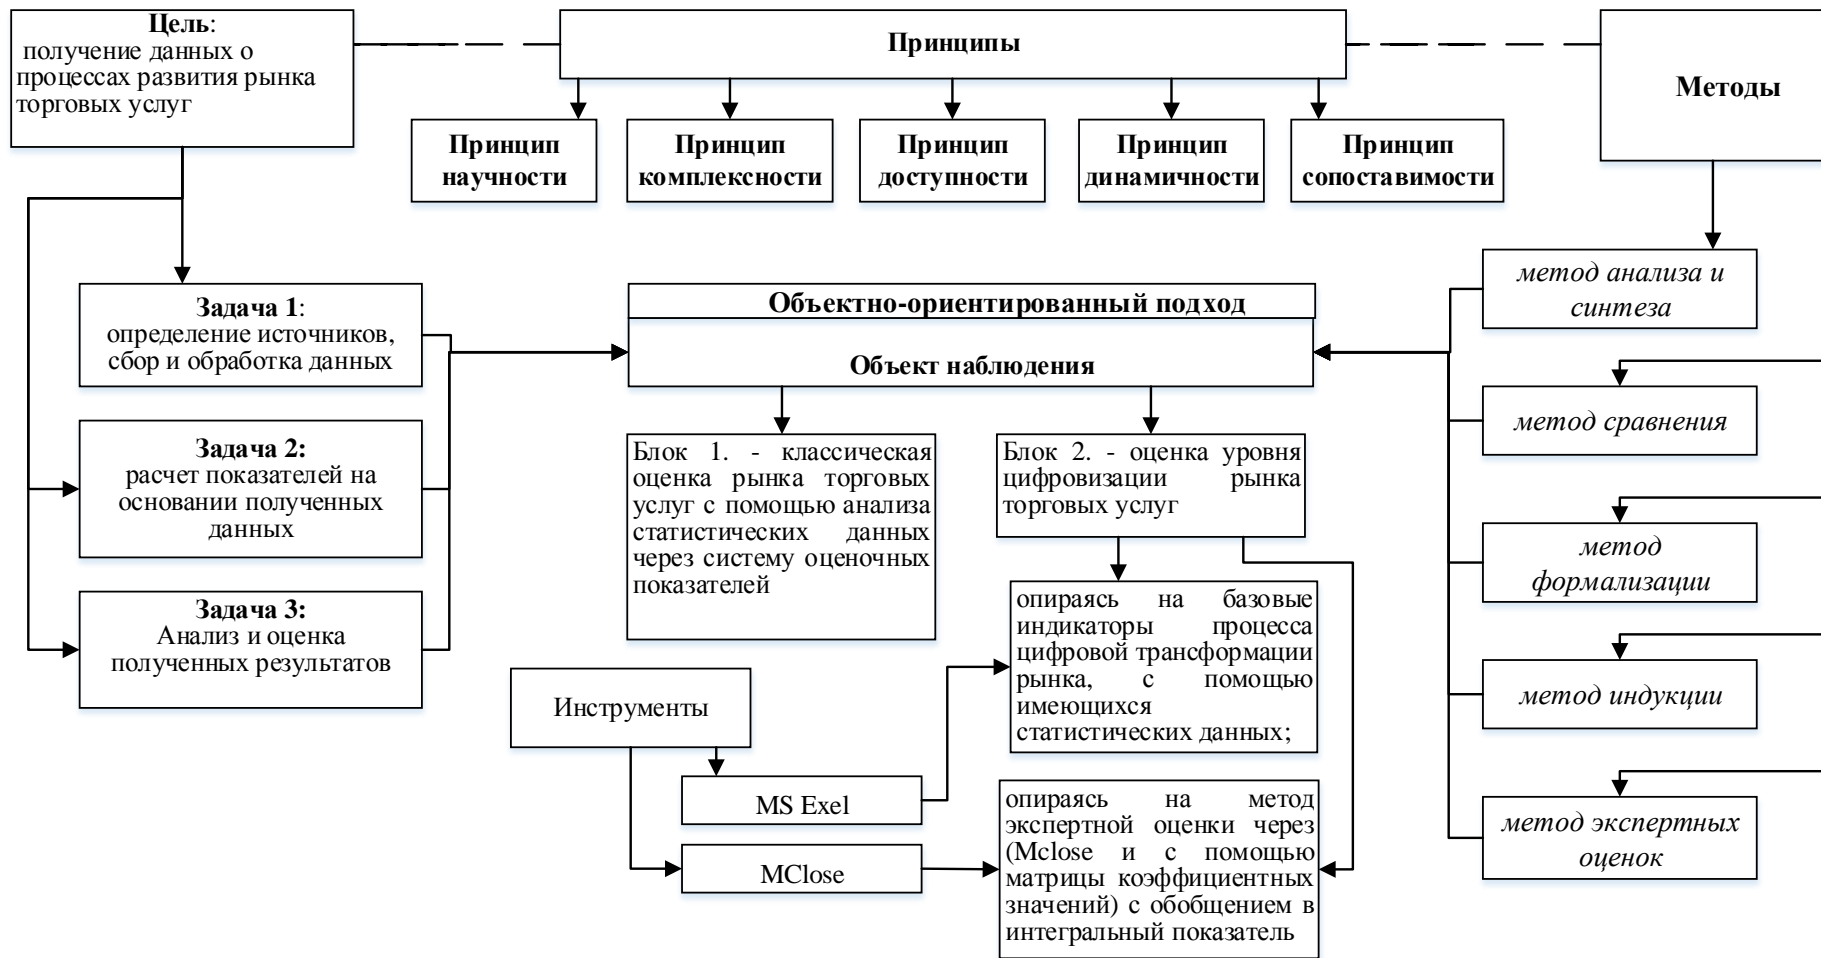 Цель:
получение данных о
процессах развития рынка
торговых услуг
Принципы
Методы
Принцип
научности
Принцип
комплексности
Принцип
доступности
Принцип
динамичности
Принцип
сопоставимости
Задача 1:
определение источников,
сбор и обработка данных
Задача 2:
расчет показателей на
основании полученных
данных
Задача 3:
Анализ и оценка
полученных результатов
Объектно-ориентированный подход
Объект наблюдения
Блок 1. - классическая
оценка рынка торговых
услуг с помощью анализа
статистических данных
через систему оценочных
показателей
Блок 2. - оценка уровня
цифровизации рынка
торговых услуг
опираясь на базовые
индикаторы процесса
цифровой трансформации
рынка, с помощью
имеющихся
статистических данных;
Инструменты
MS Exel
MClose
опираясь на метод
экспертной оценки через
(Mclose и с помощью
матрицы коэффициентных
значений) с обобщением в
интегральный показатель
метод анализа и
синтеза
метод сравнения
метод
формализации
метод индукции
метод экспертных
оценок